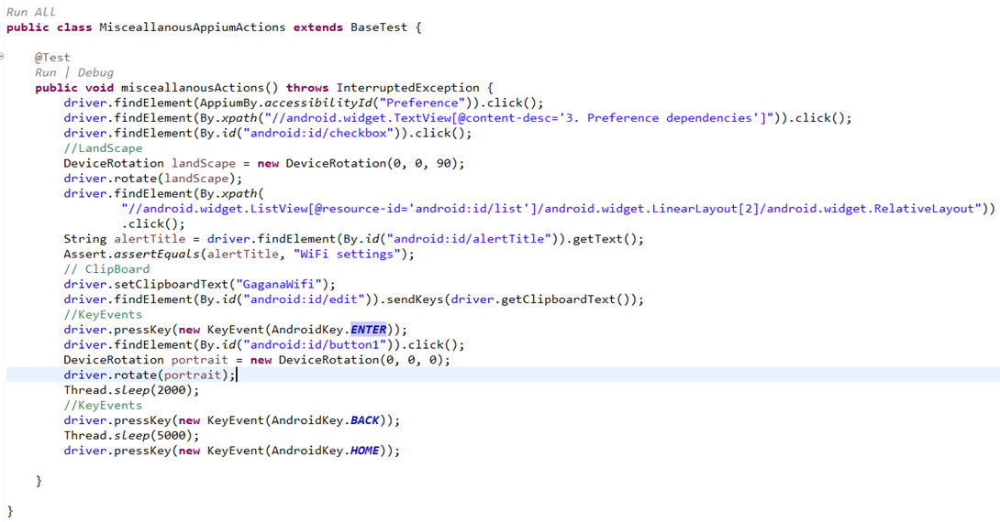 Run All
public class MisceallanousAppiumActions extends BaseTest {
@Test
Run | Debug
public void misceallanousActions() throws InterruptedException {
driver.findElement(AppiumBy.accessibilityId("Preference")).click();
driver.findElement(By.xpath("//android.widget.TextView[@content-desc='3. Preference dependencies']")).click();
driver.findElement(By.id("android:id/checkbox")).click();
//LandScape
DeviceRotation landScape = new DeviceRotation(0, 0, 90);
driver.rotate(landScape);
driver.findElement(By.xpath(
"//android.widget.ListView[@resource-id='android:id/list']/android.widget.LinearLayout[2]/android.widget.RelativeLayout"))
.click();
String alertTitle = driver.findElement(By.id("android:id/alertTitle")).getText();
Assert.assertEquals(alertTitle, "WiFi settings");
// ClipBoard
driver.setClipboardText("GaganaWifi");
driver.findElement(By.id("android:id/edit")).sendKeys(driver.getClipboardText());
//KeyEvents
driver.pressKey(new KeyEvent(AndroidKey.ENTER));
driver.findElement(By.id("android:id/button1")).click();
DeviceRotation portrait = new DeviceRotation(0, 0, 0);
driver.rotate(portrait);
Thread.sleep(2000);
//KeyEvents
driver.pressKey(new KeyEvent(AndroidKey.BACK));
Thread.sleep(5000);
driver.pressKey(new KeyEvent(AndroidKey.HOME));
}
}